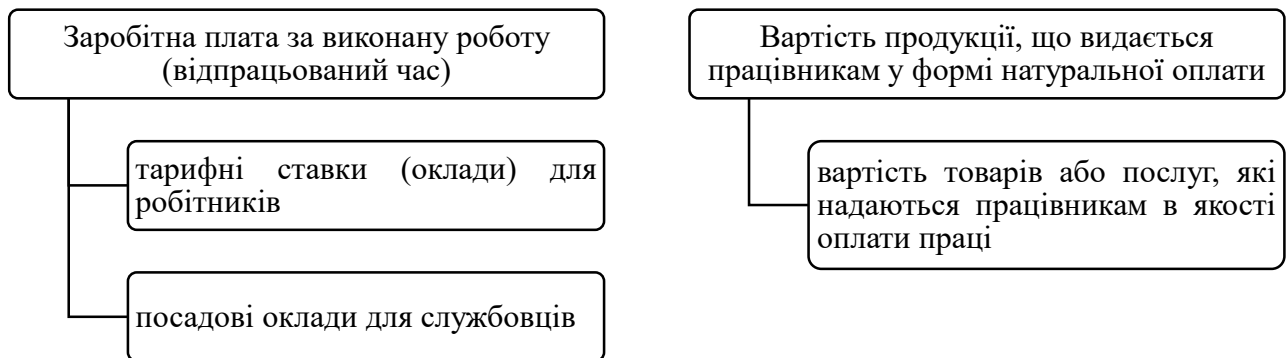 Заробітна плата за виконану роботу
(відпрацьований час)
тарифні ставки (оклади) для
робітників
посадові оклади для службовців
Вартість продукції, що видається
працівникам у формі натуральної оплати
вартість товарів або послуг, які
надаються працівникам в якості
оплати праці